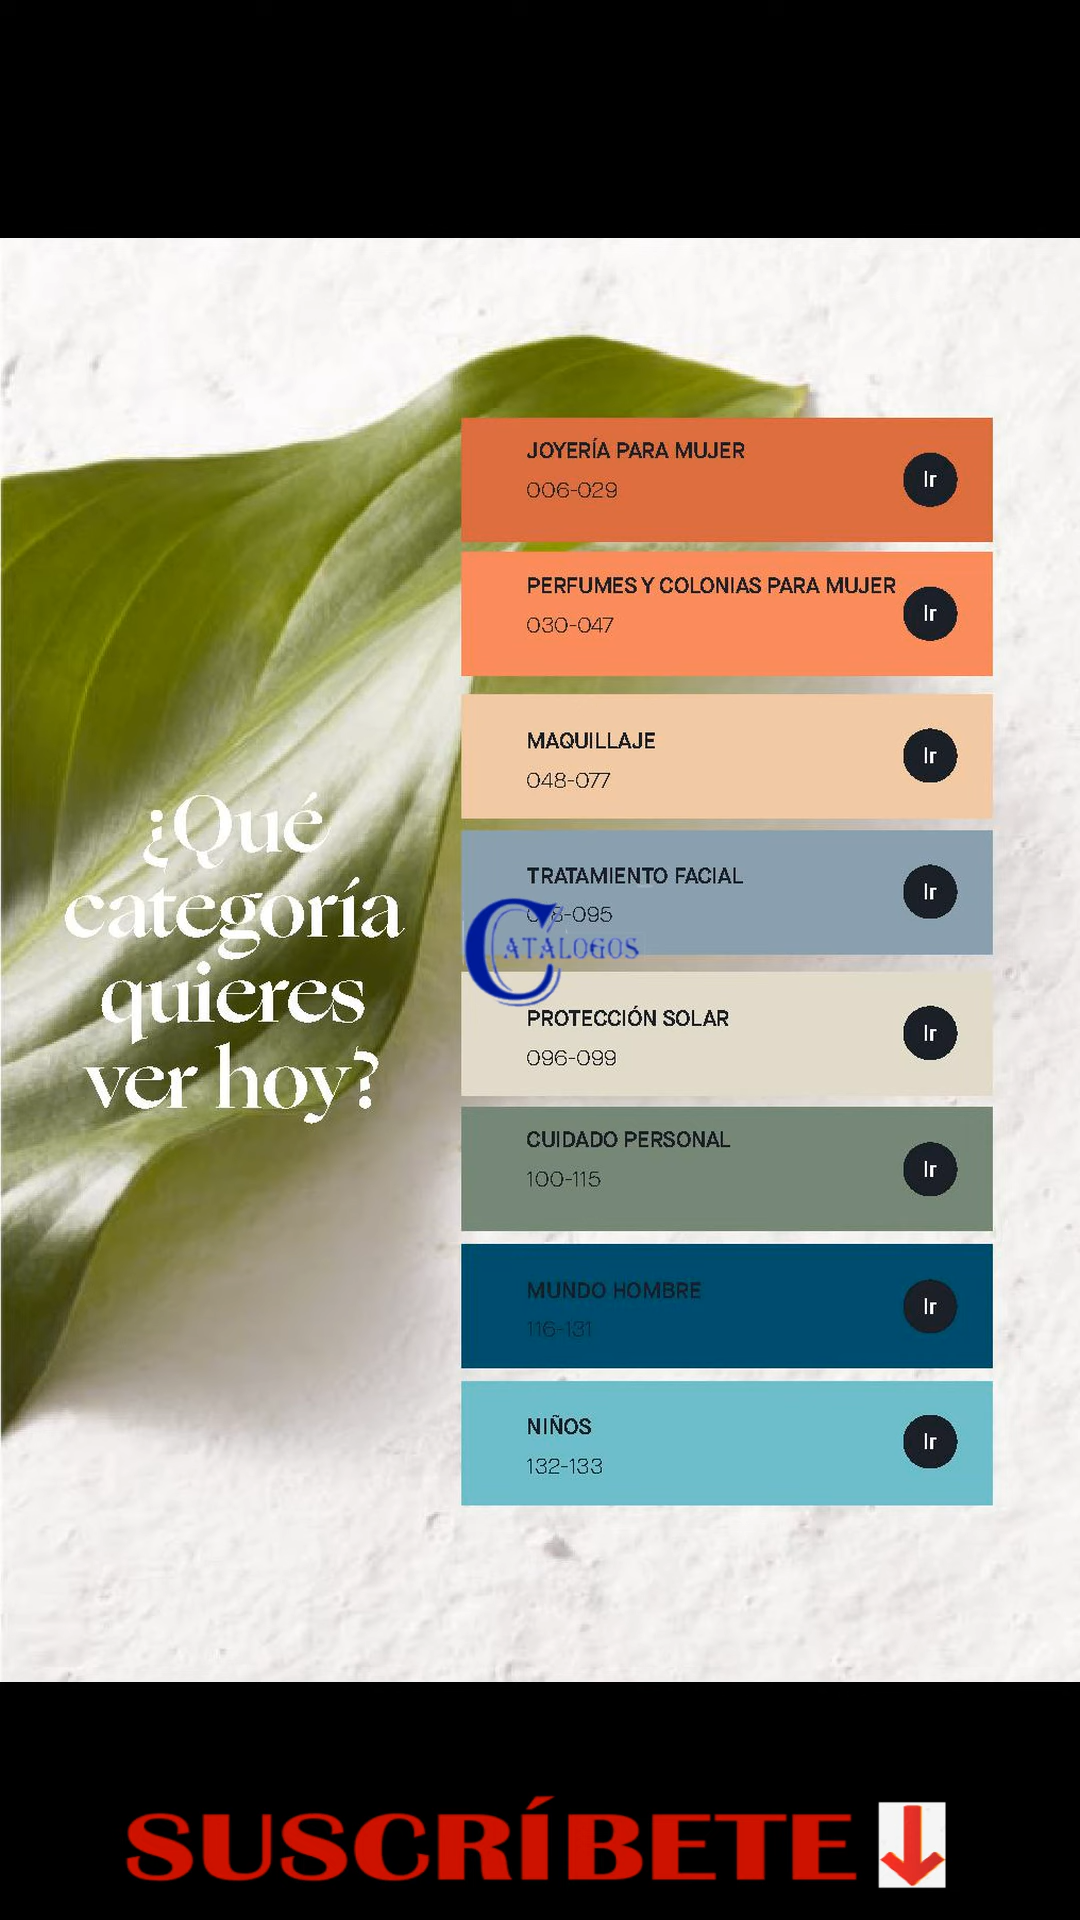 JOYERÍA PARA MUJER
006-029
Ir
PERFUMES Y COLONIAS PARA MUJER
030-047
Ir
MAQUILLAJE
048-077
Ir
TRATAMIENTO FACIAL
Ir
CATALOGOS
PROTECCIÓN SOLAR
096-099
Ir
CUIDADO PERSONAL
100-115
Ir
MUNDO HOMBRE
116-131
Ir
NIÑOS
132-133
Ir
¿Qué
categoría
quieres
ver hoy?
SUSCRÍBETE